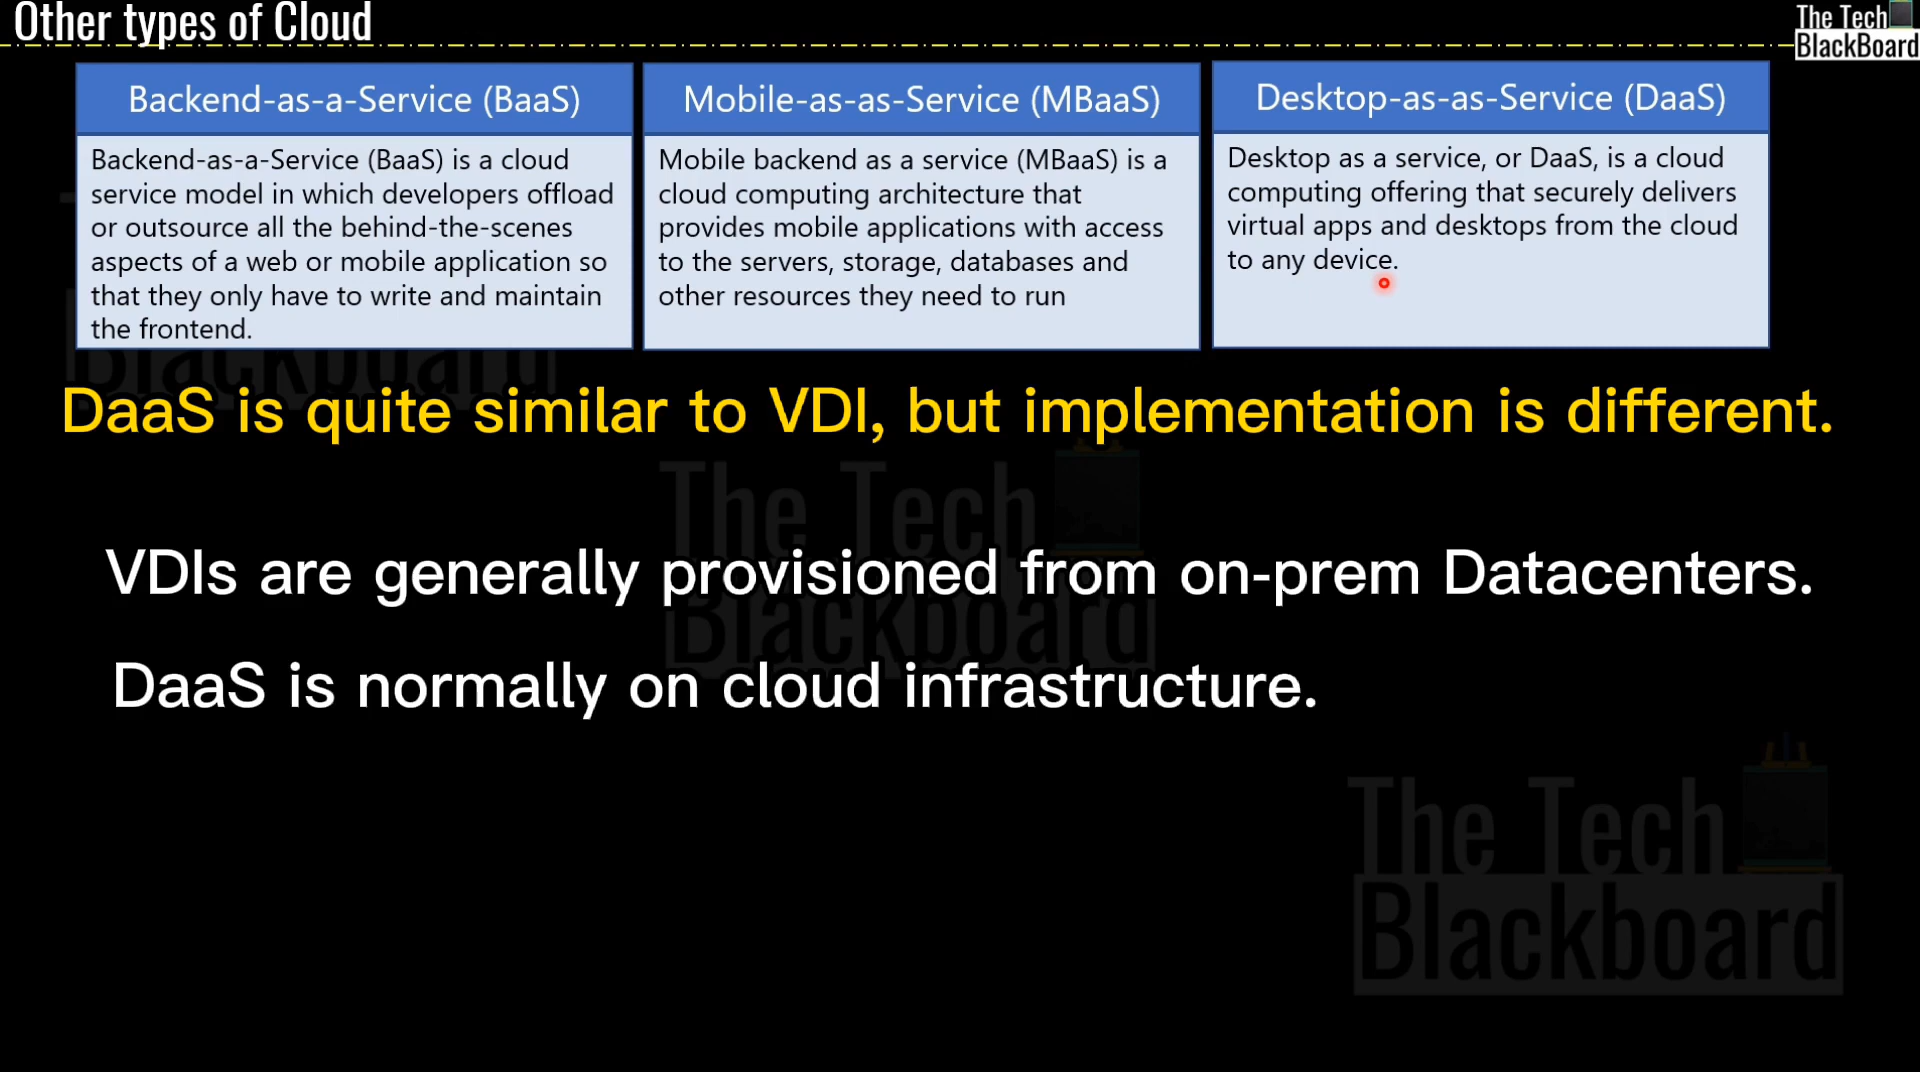 Other types of Cloud
The Tech
BlackBoard
Backend-as-a-Service (BaaS)
Backend-as-a-Service (BaaS) is a cloud
service model in which developers offload
or outsource all the behind-the-scenes
aspects of a web or mobile application so
that they only have to write and maintain
the frontend.
Mobile-as-as-Service (MBaaS)
Mobile backend as a service (MBaaS) is a
cloud computing architecture that
provides mobile applications with access
to the servers, storage, databases and
other resources they need to run
Desktop-as-as-Service (DaaS)
Desktop as a service, or DaaS, is a cloud
computing offering that securely delivers
virtual apps and desktops from the cloud
to any device.
Blackboard
DaaS is quite similar to VDI, but implementation is different.
The Tech
Blackboard
VDIs are generally provisioned from on-prem Datacenters.
DaaS is normally on cloud infrastructure.
The Tech
Blackboard